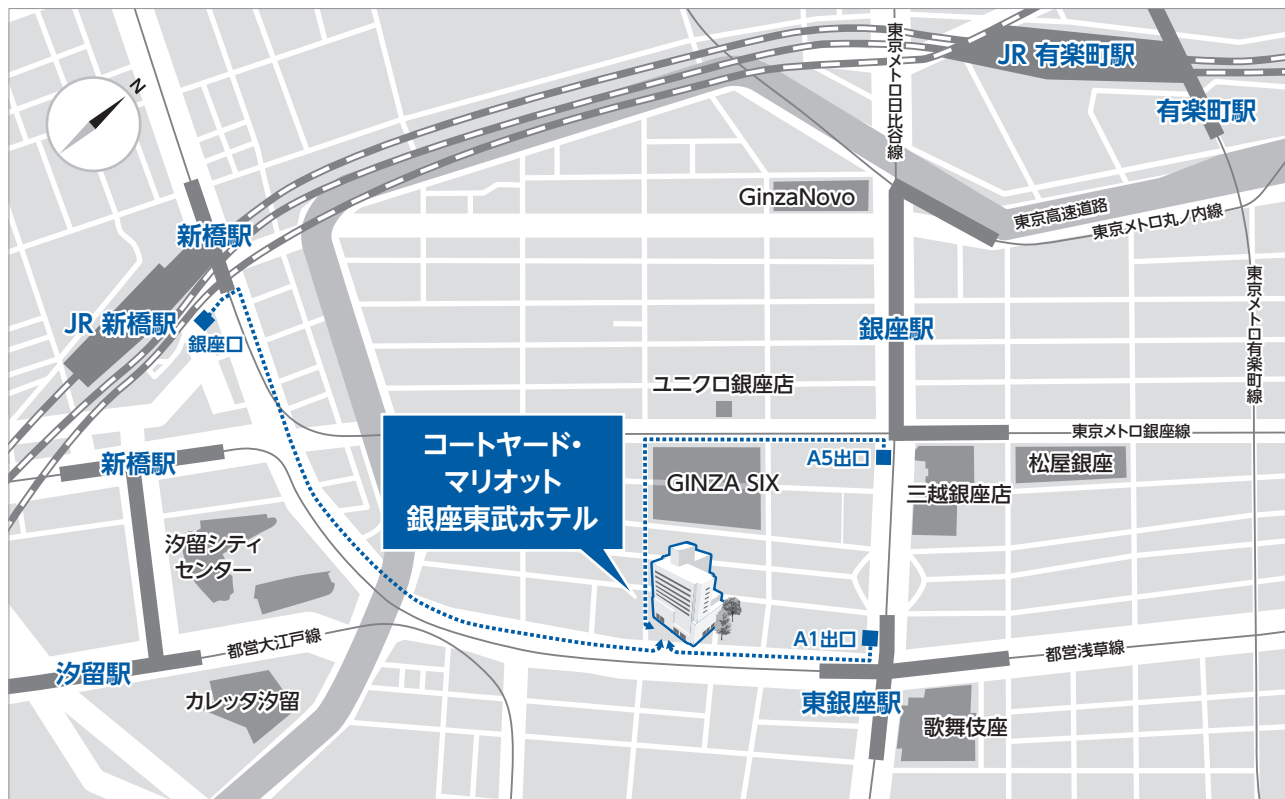 JR 有楽町駅
東京メトロ日比谷線
N
有楽町駅
GinzaNovo
東京高速道路
東京メトロ丸ノ内線
新橋駅
東京メトロ有楽町線
JR 新橋駅
銀座口
銀座駅
ユニクロ銀座店
コートヤード・
マリオット
銀座東武ホテル
東京メトロ銀座線
新橋駅
A5出口
松屋銀座
GINZA SIX
三越銀座店
汐留シティ
センター
A1出口
都営大江戸線
都営浅草線
汐留駅
カレッタ汐留
東銀座駅
歌舞伎座